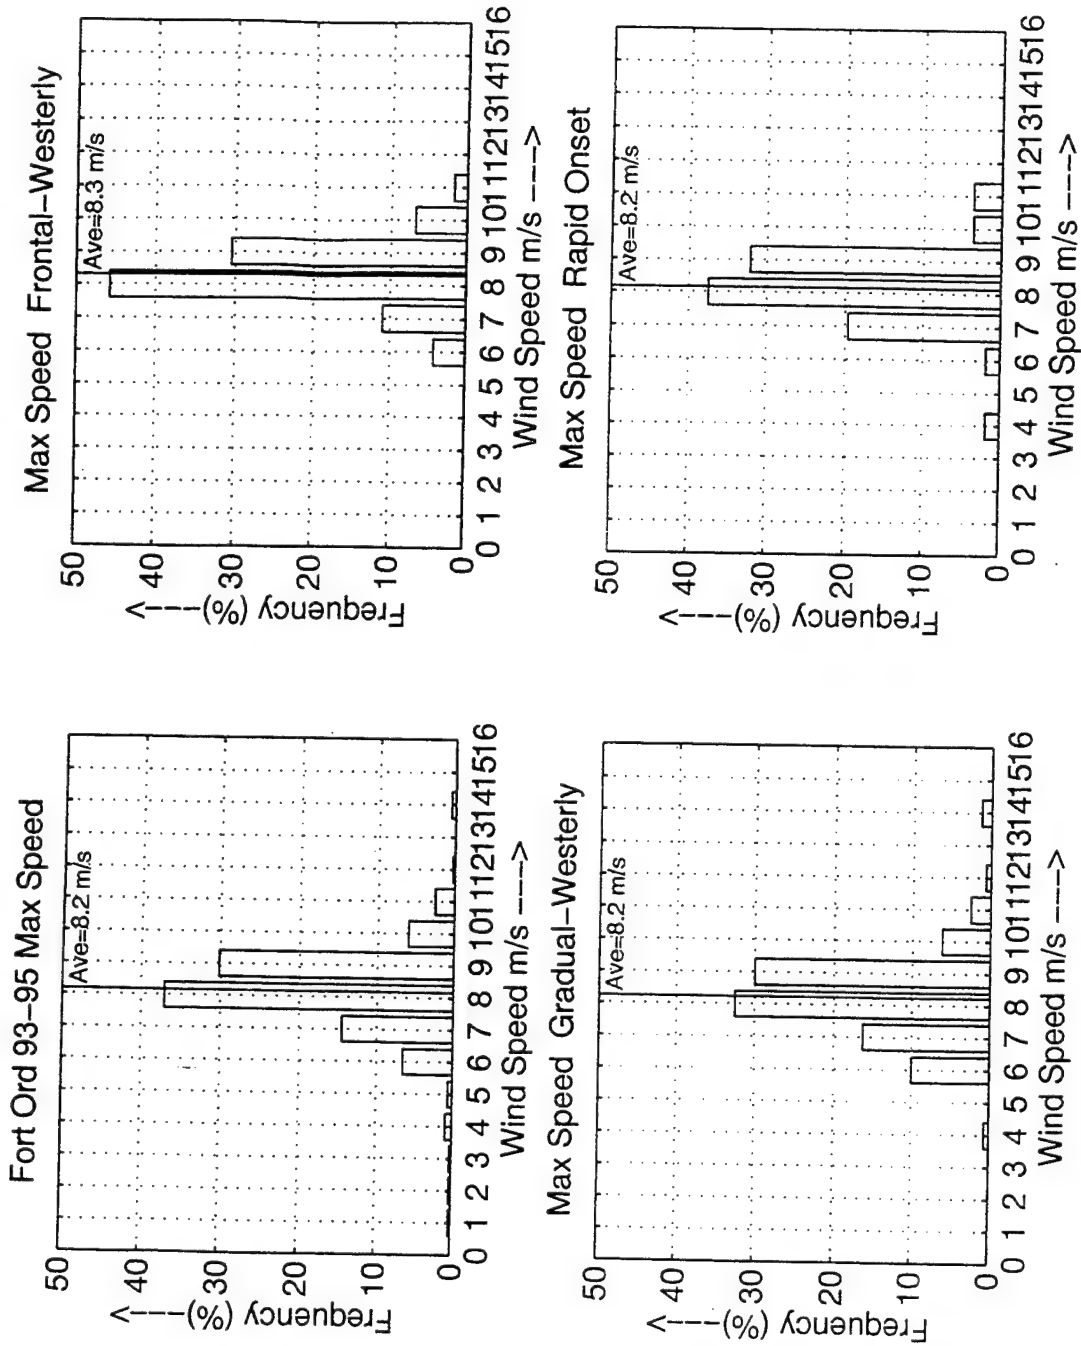 Fort Ord 93-95 Max Speed
Frequency (%)--->
50
40
30
20
10
0
Ave=8.2 m/s
0 1 2 3 4 5 6 7 8 9 10 11 12 13 14 15 16
Wind Speed m/s ---->
Max Speed Frontal-Westerly
Frequency (%)--->
50
40
30
20
10
0
Ave=8.3 m/s
0 1 2 3 4 5 6 7 8 9 10 11 12 13 14 15 16
Wind Speed m/s ---->
Max Speed Gradual-Westerly
Frequency (%)--->
50
40
30
20
10
0
Ave=8.2 m/s
0 1 2 3 4 5 6 7 8 9 10 11 12 13 14 15 16
Wind Speed m/s ---->
Max Speed Rapid Onset
Frequency (%)--->
50
40
30
20
10
0
Ave=8.2 m/s
0 1 2 3 4 5 6 7 8 9 10 11 12 13 14 15 16
Wind Speed m/s ---->